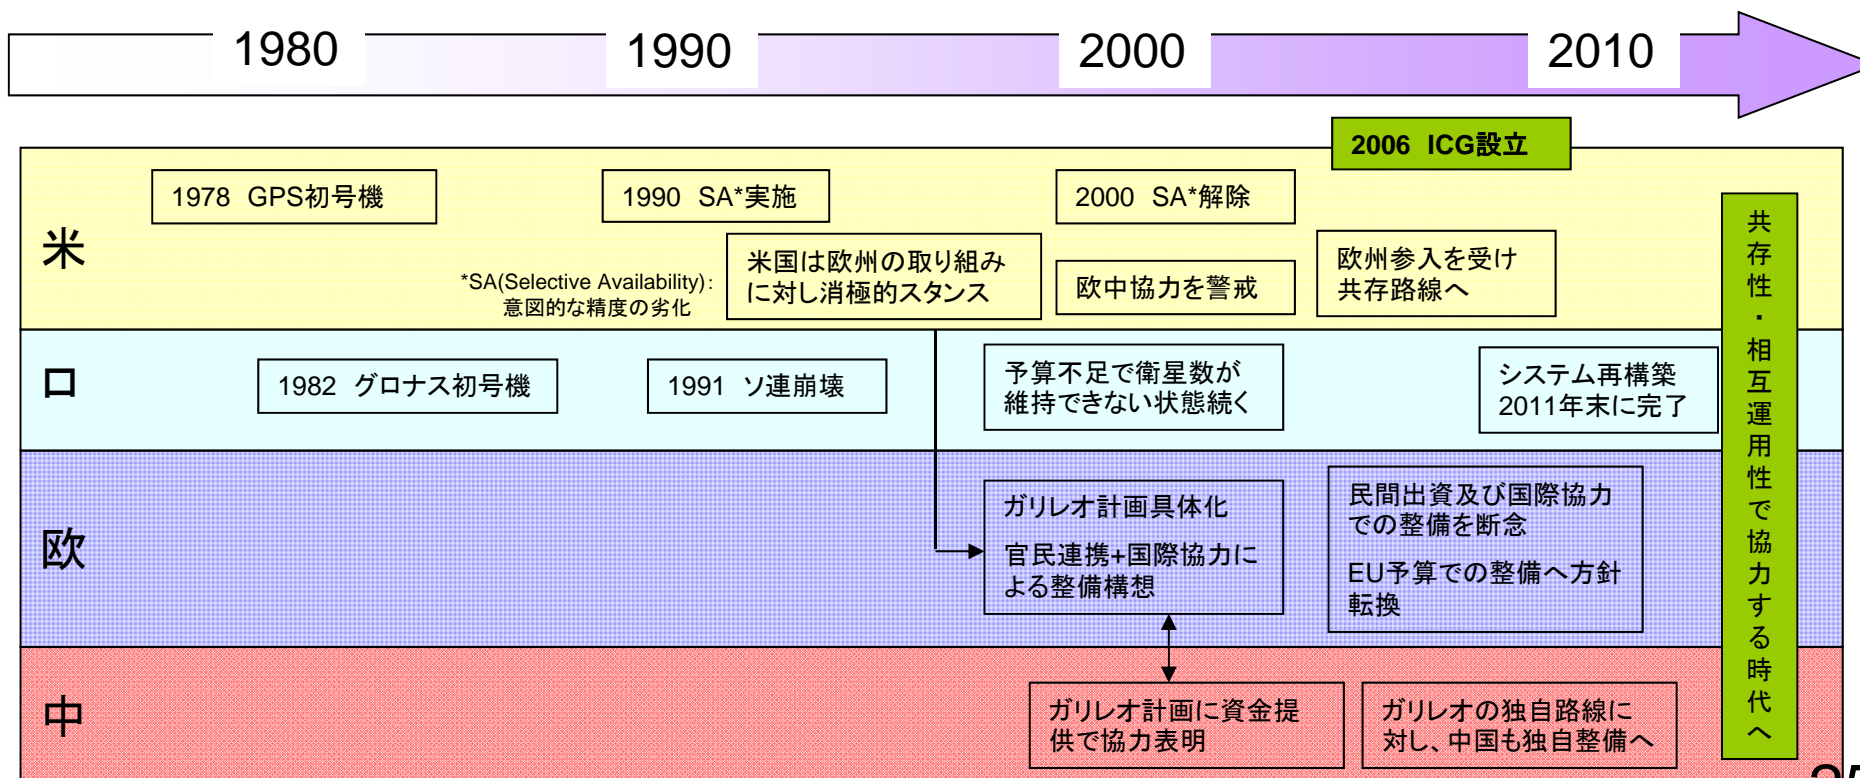 1980
1990
2000
2010
2006 ICG設立
米
1978 GPS初号機
1990 SA*実施
2000 SA*解除
*SA(Selective Availability):
意図的な精度の劣化
米国は欧州の取り組み
に対し消極的スタンス
欧中協力を警戒
欧州参入を受け
共存路線へ
ロ
1982 グロナス初号機
1991 ソ連崩壊
予算不足で衛星数が
維持できない状態続く
システム再構築
2011年末に完了
欧
ガリレオ計画具体化
官民連携+国際協力に
よる整備構想
民間出資及び国際協力
での整備を断念
EU予算での整備へ方針
転換
中
ガリレオ計画に資金提
供で協力表明
ガリレオの独自路線に
対し、中国も独自整備へ
共存性・相互運用性で協力する時代へ